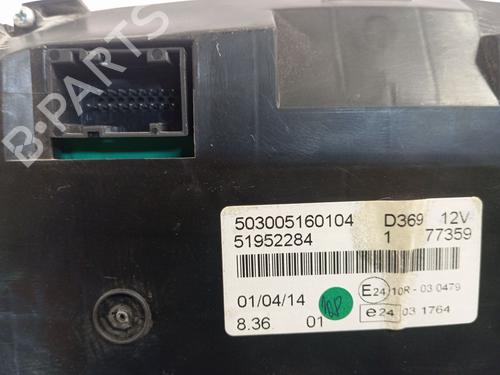 B-PARTS
503005160104 D369 12V
51952284 1 77359
01/04/14 E24 10R-03 0479
8.36 01 e24 03 1764